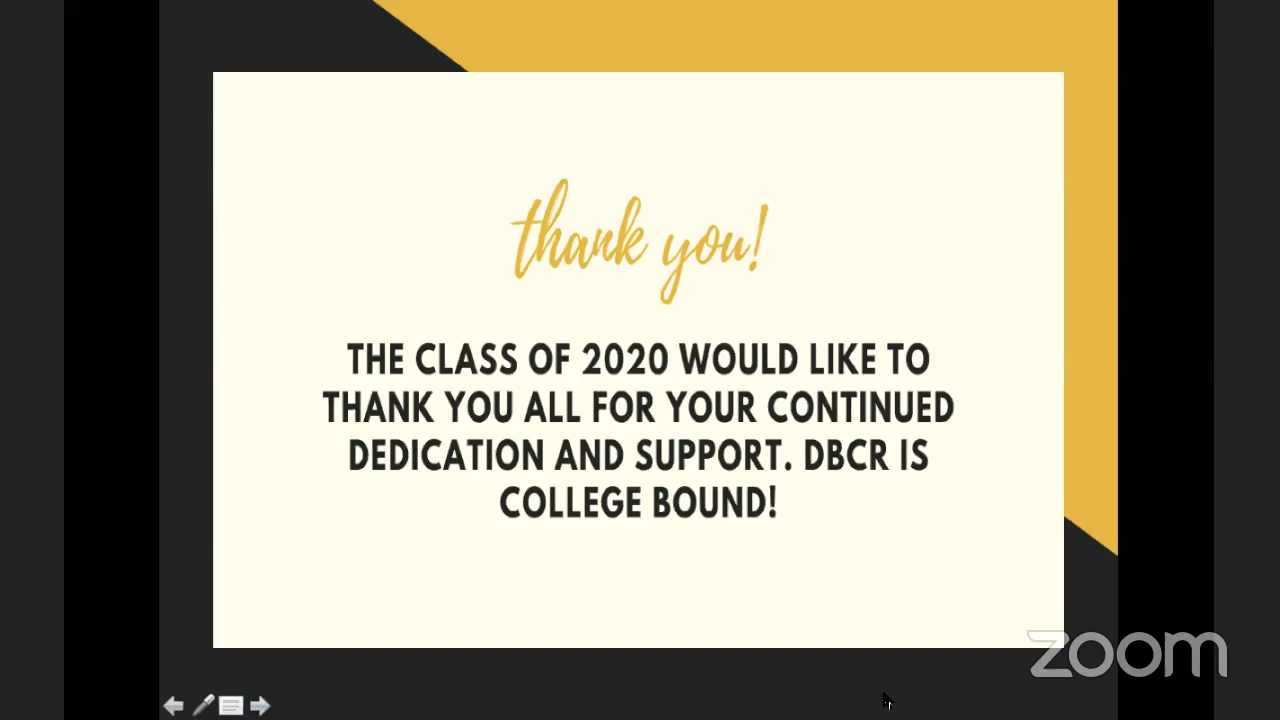 thank you!
THE CLASS OF 2020 WOULD LIKE TO
THANK YOU ALL FOR YOUR CONTINUED
DEDICATION AND SUPPORT. DBCR IS
COLLEGE BOUND!
zoom